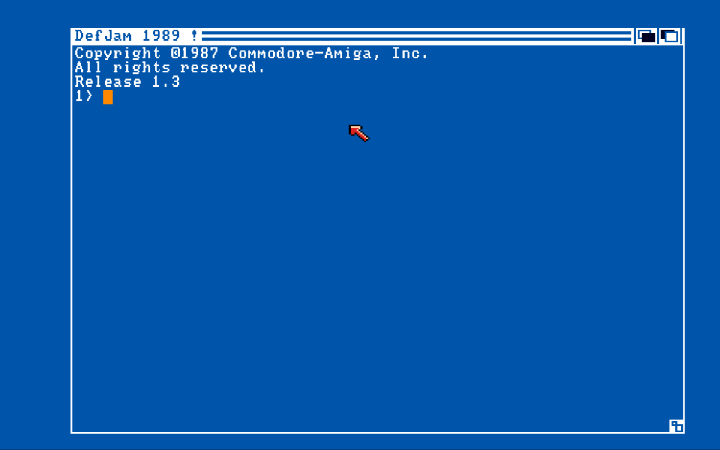 DefJam 1989 !
Copyright ©1987 Commodore-Amiga, Inc.
All rights reserved.
Release 1.3
1>